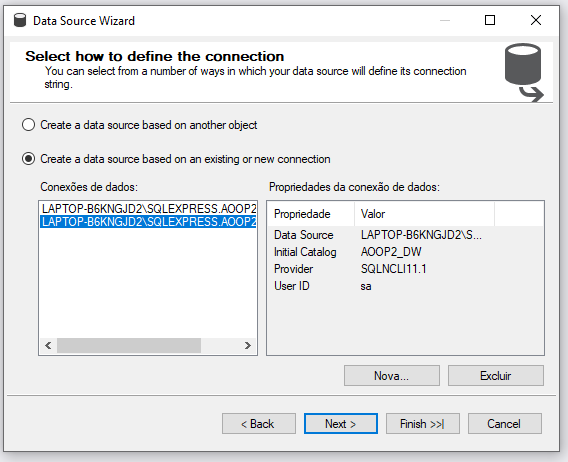 Data Source Wizard
Select how to define the connection
You can select from a number of ways in which your data source will define its connection
string.
Create a data source based on another object
Create a data source based on an existing or new connection
Conexões de dados:
Propriedades da conexão de dados:
LAPTOP-B6KNGJD2\SQLEXPRESS.AOOP2
LAPTOP-B6KNGJD2\SQLEXPRESS.AOOP2
Propriedade Valor
Data Source LAPTOP-B6KNGJD2\S...
Initial Catalog AOOP2_DW
Provider SQLNCLI11.1
User ID sa
Nova... Excluir
< Back Next > Finish >>| Cancel